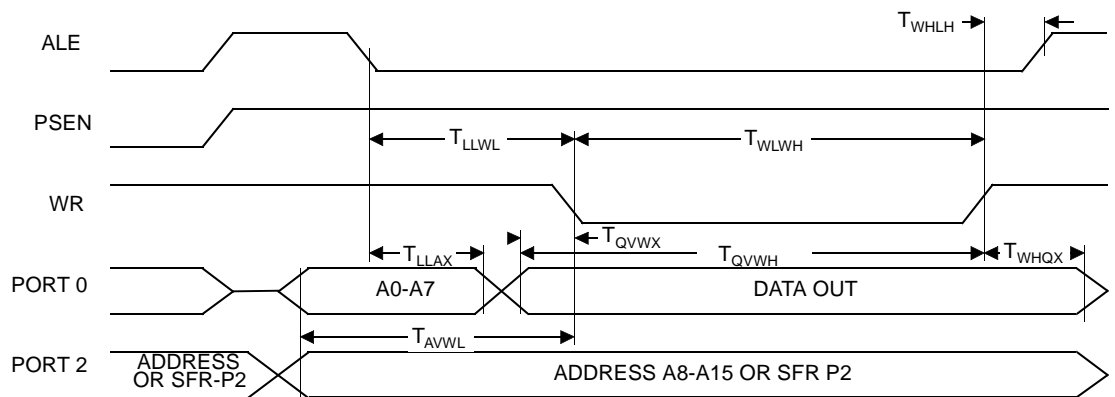 T_WHLH
ALE
PSEN
T_LLWL
T_WLWH
WR
T_QVWX
T_LLAX
T_QVWH
T_WHQX
PORT 0
A0-A7
DATA OUT
T_AVWL
PORT 2
ADDRESS
OR SFR-P2
ADDRESS A8-A15 OR SFR P2